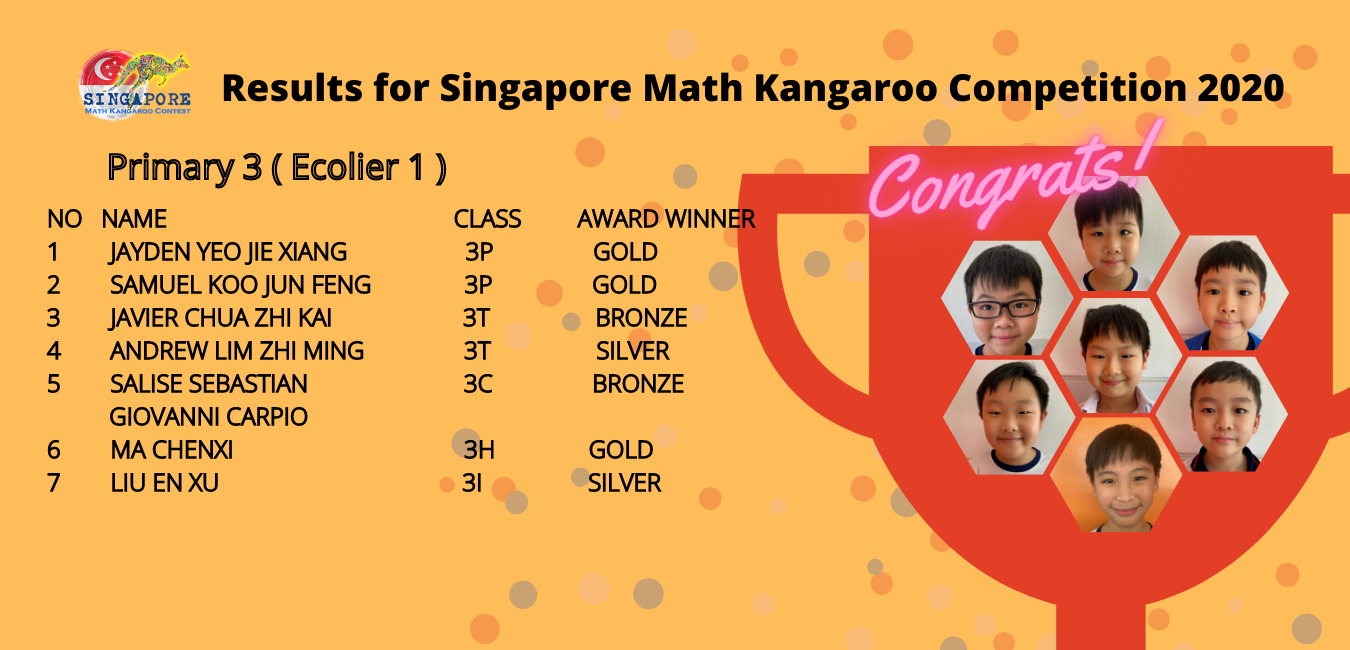 SINGAPORE
MATH KANGAROO CONTEST
Results for Singapore Math Kangaroo Competition 2020
Congrats!
Primary 3 ( Ecolier 1 )
NO NAME CLASS AWARD WINNER
1 JAYDEN YEO JIE XIANG 3P GOLD
2 SAMUEL KOO JUN FENG 3P GOLD
3 JAVIER CHUA ZHI KAI 3T BRONZE
4 ANDREW LIM ZHI MING 3T SILVER
5 SALISE SEBASTIAN 3C BRONZE
GIOVANNI CARPIO
6 MA CHENXI 3H GOLD
7 LIU EN XU 3I SILVER